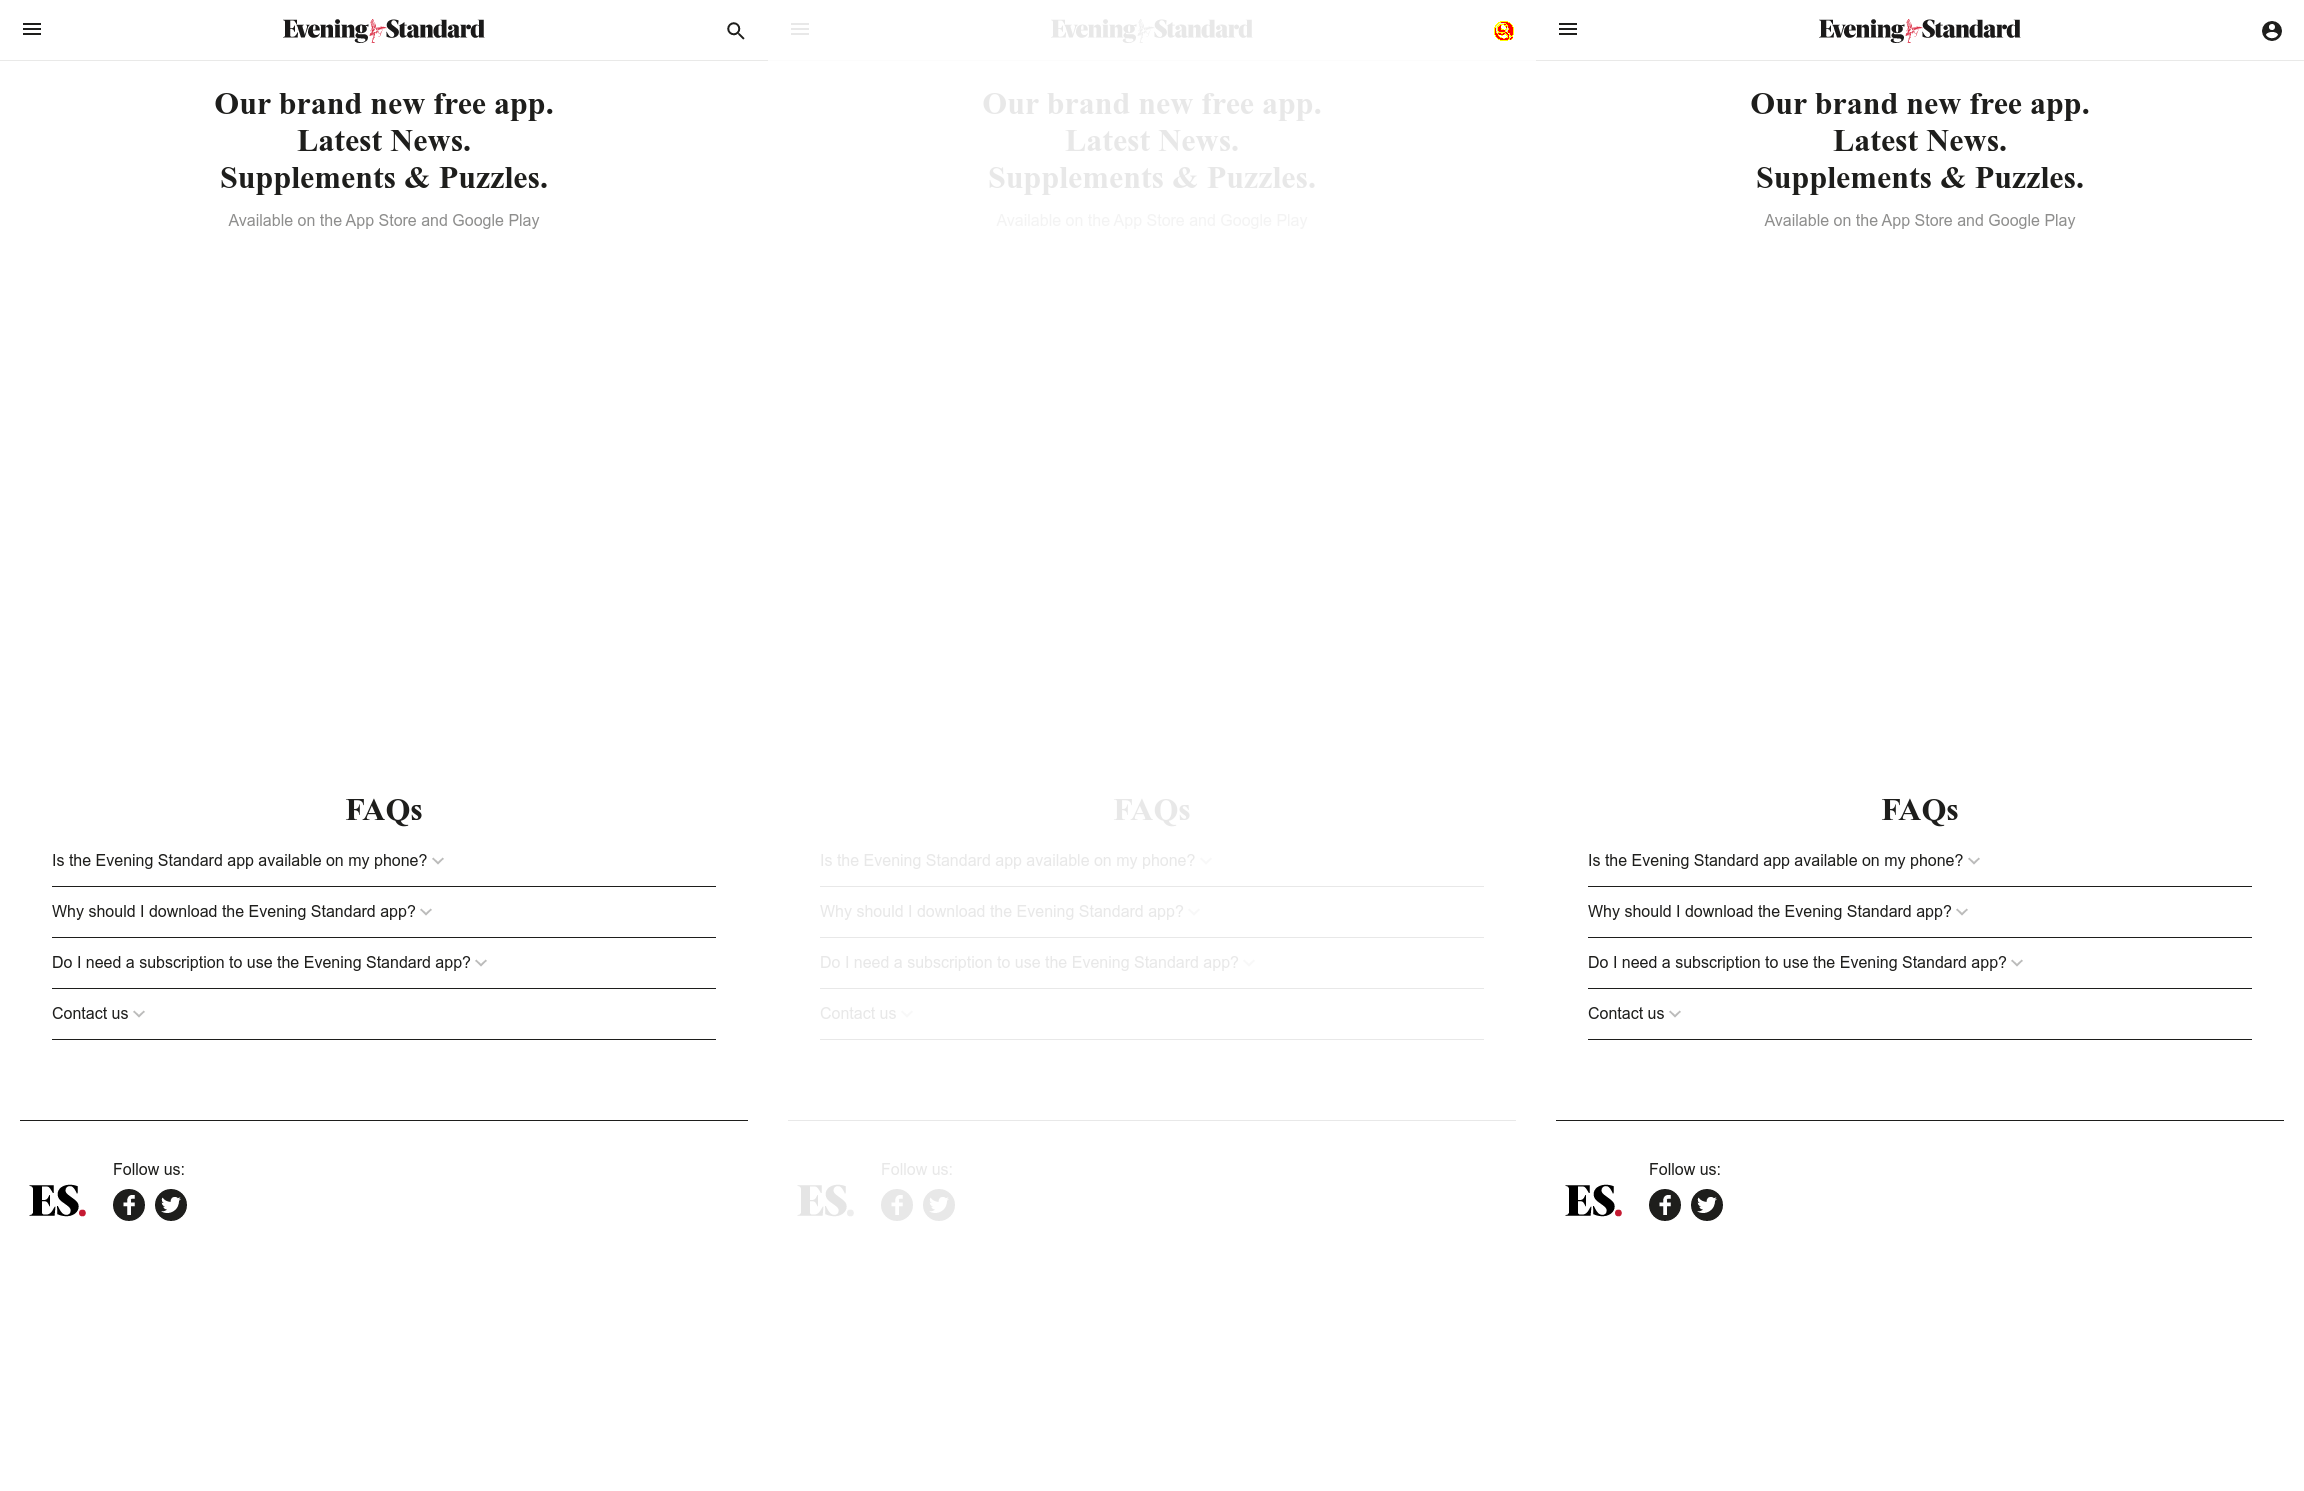 Evening Standard
Our brand new free app.
Latest News.
Supplements & Puzzles.
Available on the App Store and Google Play
FAQs
Is the Evening Standard app available on my phone?
Why should I download the Evening Standard app?
Do I need a subscription to use the Evening Standard app?
Contact us
Follow us:
ES.
Evening Standard
Our brand new free app.
Latest News.
Supplements & Puzzles.
Available on the App Store and Google Play
FAQs
Is the Evening Standard app available on my phone?
Why should I download the Evening Standard app?
Do I need a subscription to use the Evening Standard app?
Contact us
Follow us:
ES.
Evening Standard
Our brand new free app.
Latest News.
Supplements & Puzzles.
Available on the App Store and Google Play
FAQs
Is the Evening Standard app available on my phone?
Why should I download the Evening Standard app?
Do I need a subscription to use the Evening Standard app?
Contact us
Follow us:
ES.